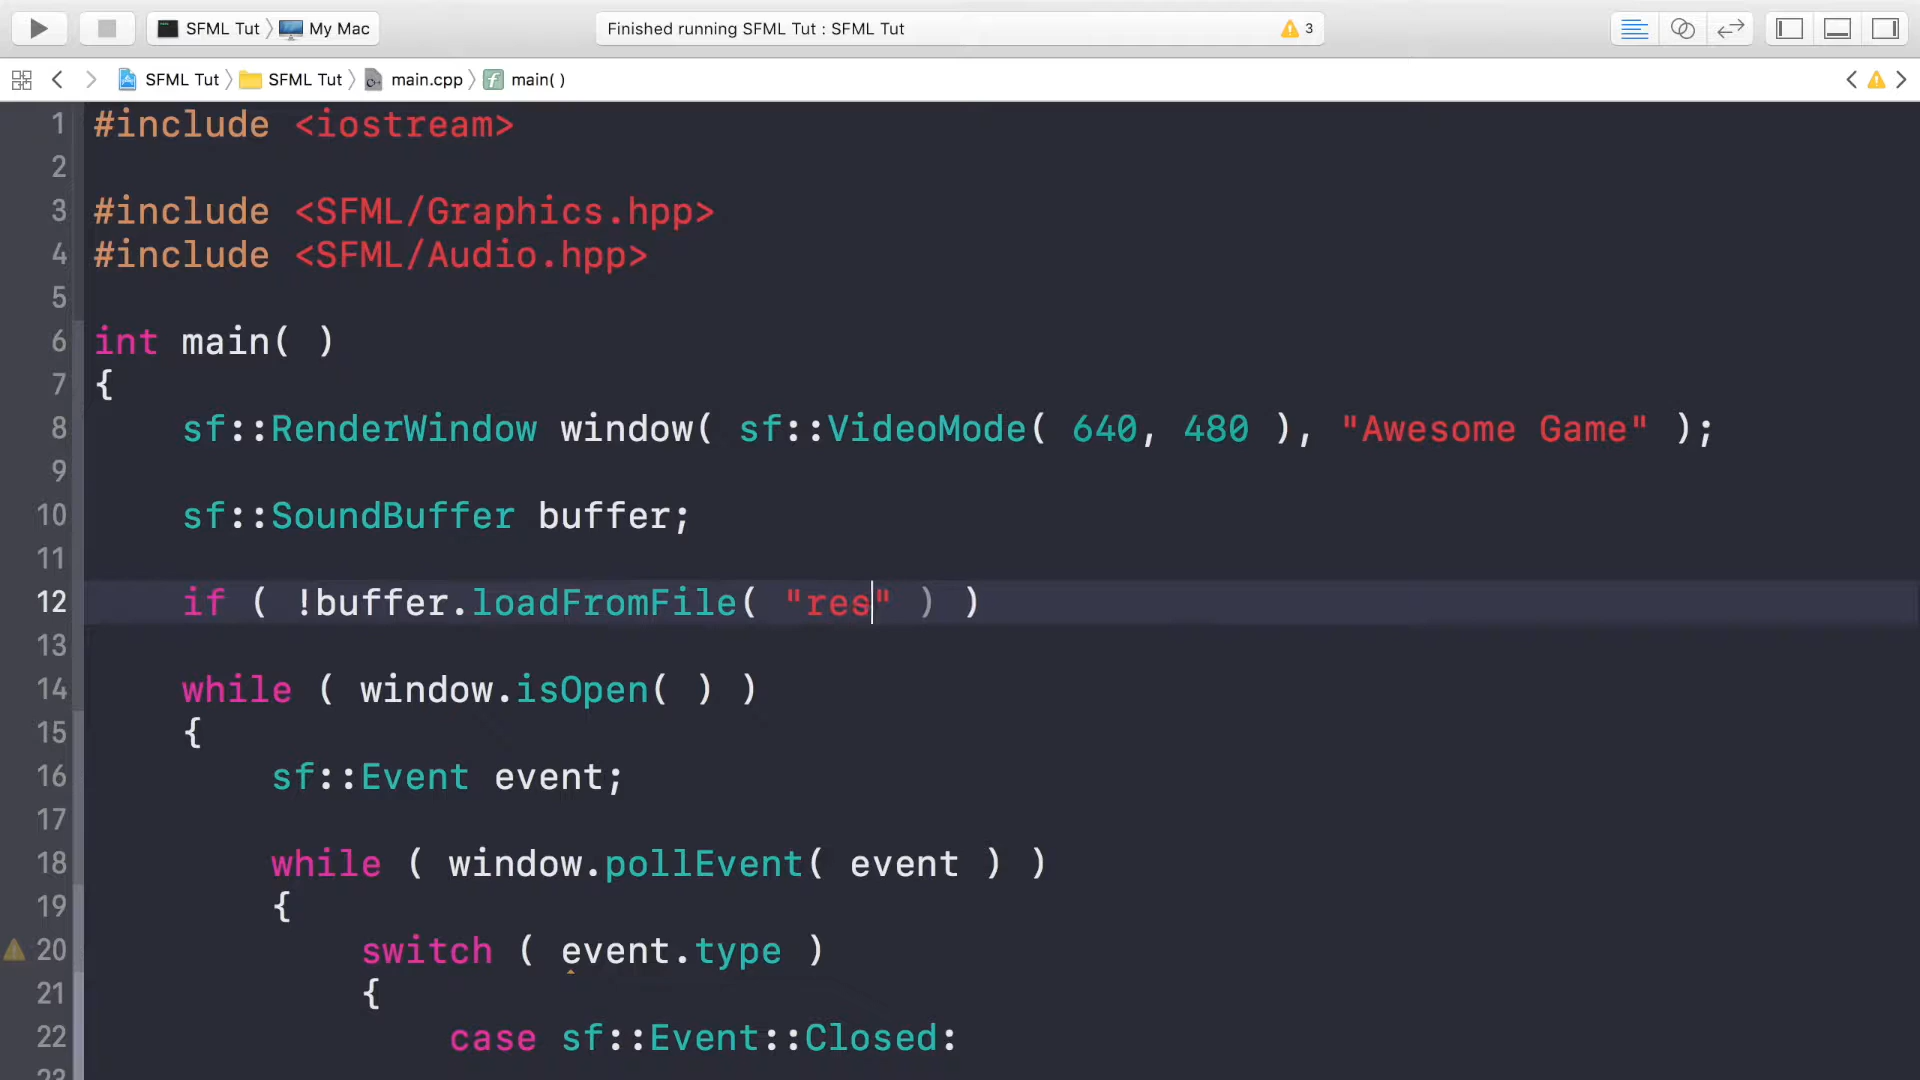 SFML Tut My Mac Finished running SFML Tut : SFML Tut 3
SFML Tut SFML Tut main.cpp main( )
1 #include <iostream>
2
3 #include <SFML/Graphics.hpp>
4 #include <SFML/Audio.hpp>
5
6 int main( )
7 {
8 sf::RenderWindow window( sf::VideoMode( 640, 480 ), "Awesome Game" );
9
10 sf::SoundBuffer buffer;
11
12 if ( !buffer.loadFromFile( "res" ) )
13
14 while ( window.isOpen( ) )
15 {
16 sf::Event event;
17
18 while ( window.pollEvent( event ) )
19 {
20 switch ( event.type )
21 {
22 case sf::Event::Closed:
23